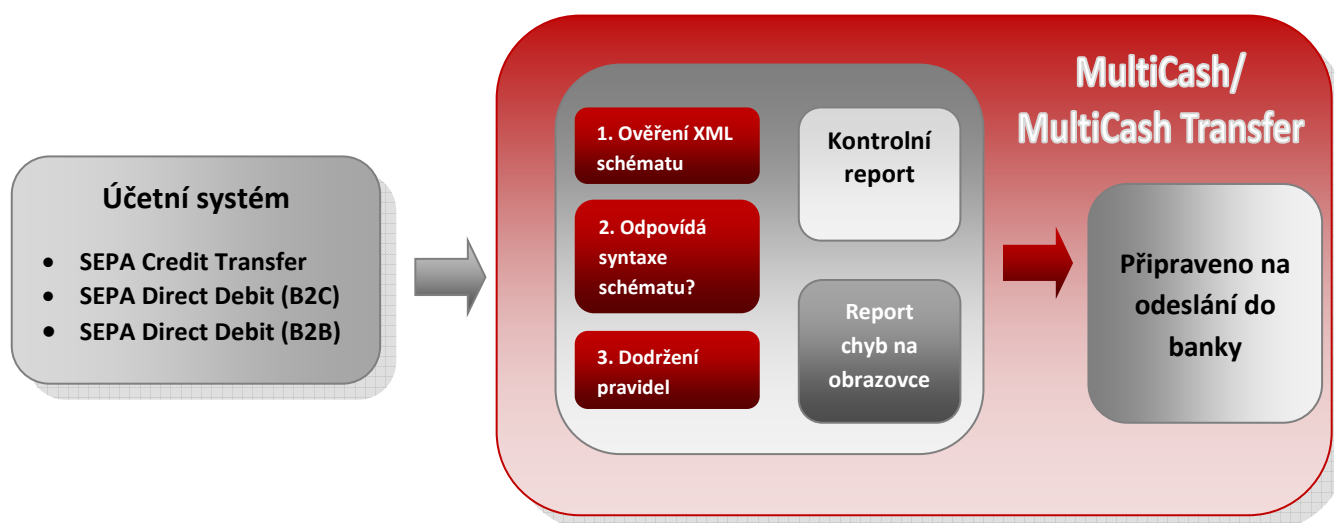 Účetní systém
• SEPA Credit Transfer
• SEPA Direct Debit (B2C)
• SEPA Direct Debit (B2B)
MultiCash/
MultiCash Transfer
1. Ověření XML
schématu
2. Odpovídá
syntaxe
schématu?
3. Dodržení
pravidel
Kontrolní
report
Report
chyb na
obrazovce
Připraveno na
odeslání do
banky